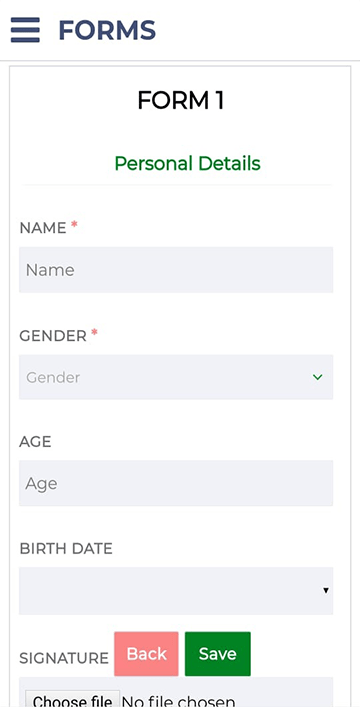 FORMS
FORM 1
Personal Details
NAME *
Name
GENDER *
Gender
AGE
Age
BIRTH DATE
SIGNATURE Back Save
Choose file No file chosen